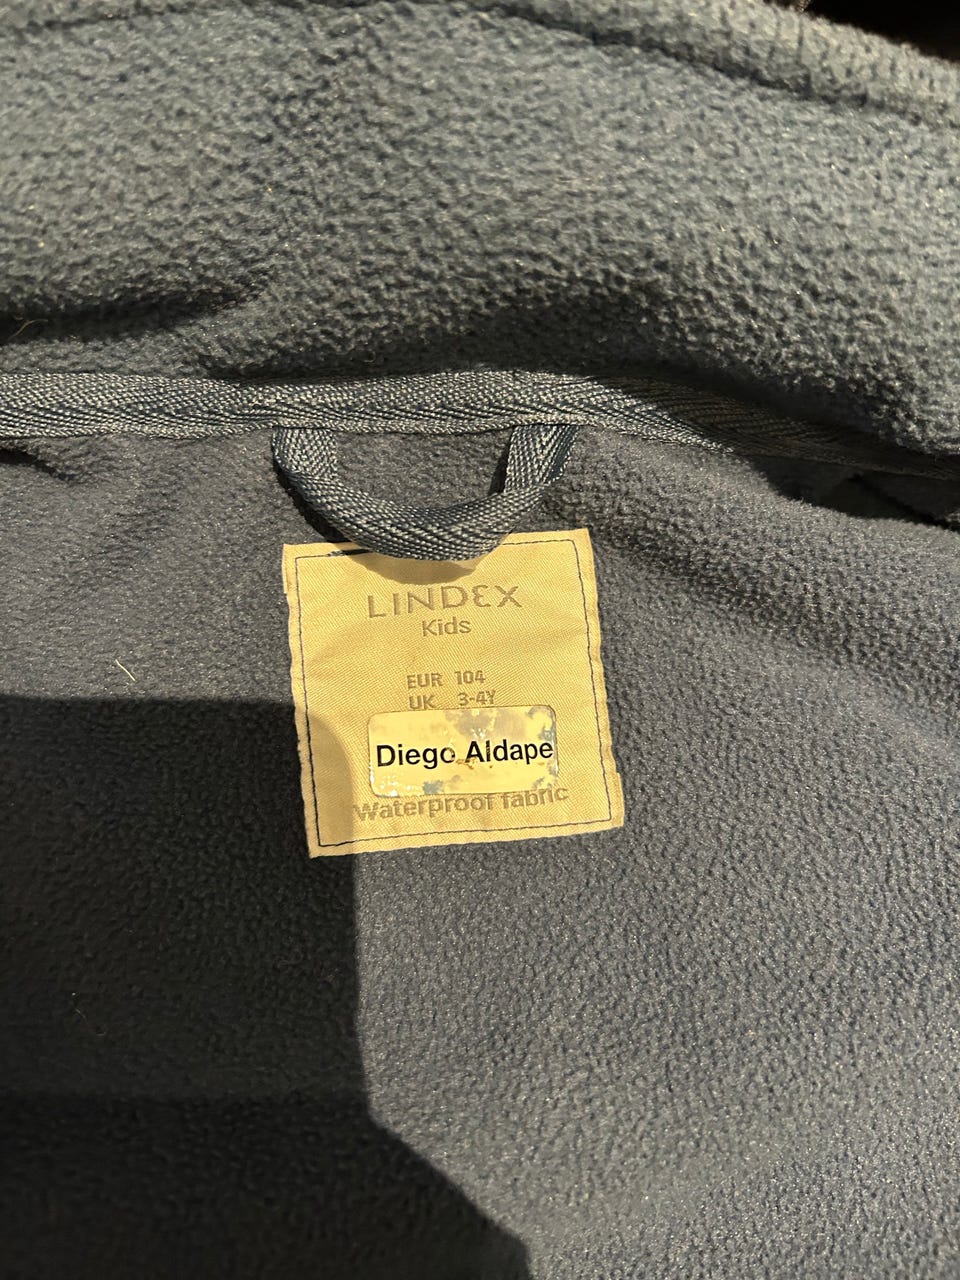 LINDEX
Kids
EUR 104
UK 3-4Y
Diego Aldape
Waterproof fabric